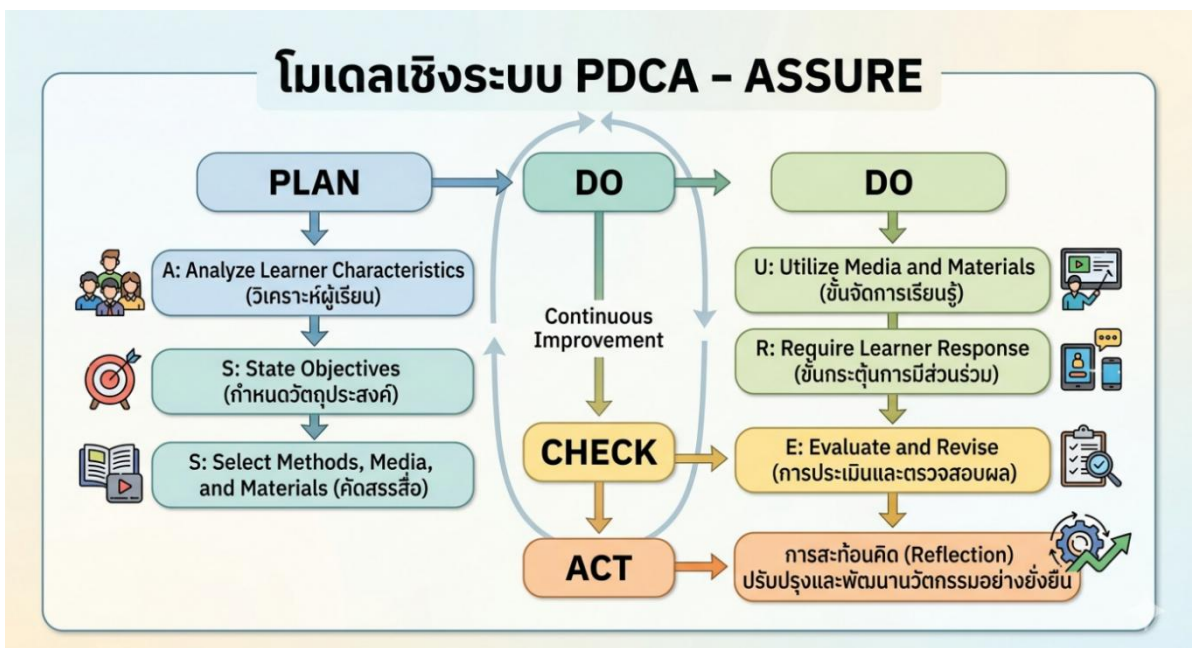 โมเดลเชิงระบบ PDCA – ASSURE
PLAN
A: Analyze Learner Characteristics
(วิเคราะห์ผู้เรียน)
S: State Objectives
(กำหนดวัตถุประสงค์)
S: Select Methods, Media,
and Materials (คัดสรรสื่อ)
DO
Continuous
Improvement
CHECK
ACT
DO
U: Utilize Media and Materials
(ขั้นจัดการเรียนรู้)
R: Require Learner Response
(ขั้นกระตุ้นการมีส่วนร่วม)
E: Evaluate and Revise
(การประเมินและตรวจสอบผล)
การสะท้อนคิด (Reflection)
ปรับปรุงและพัฒนานวัตกรรมอย่างยั่งยืน